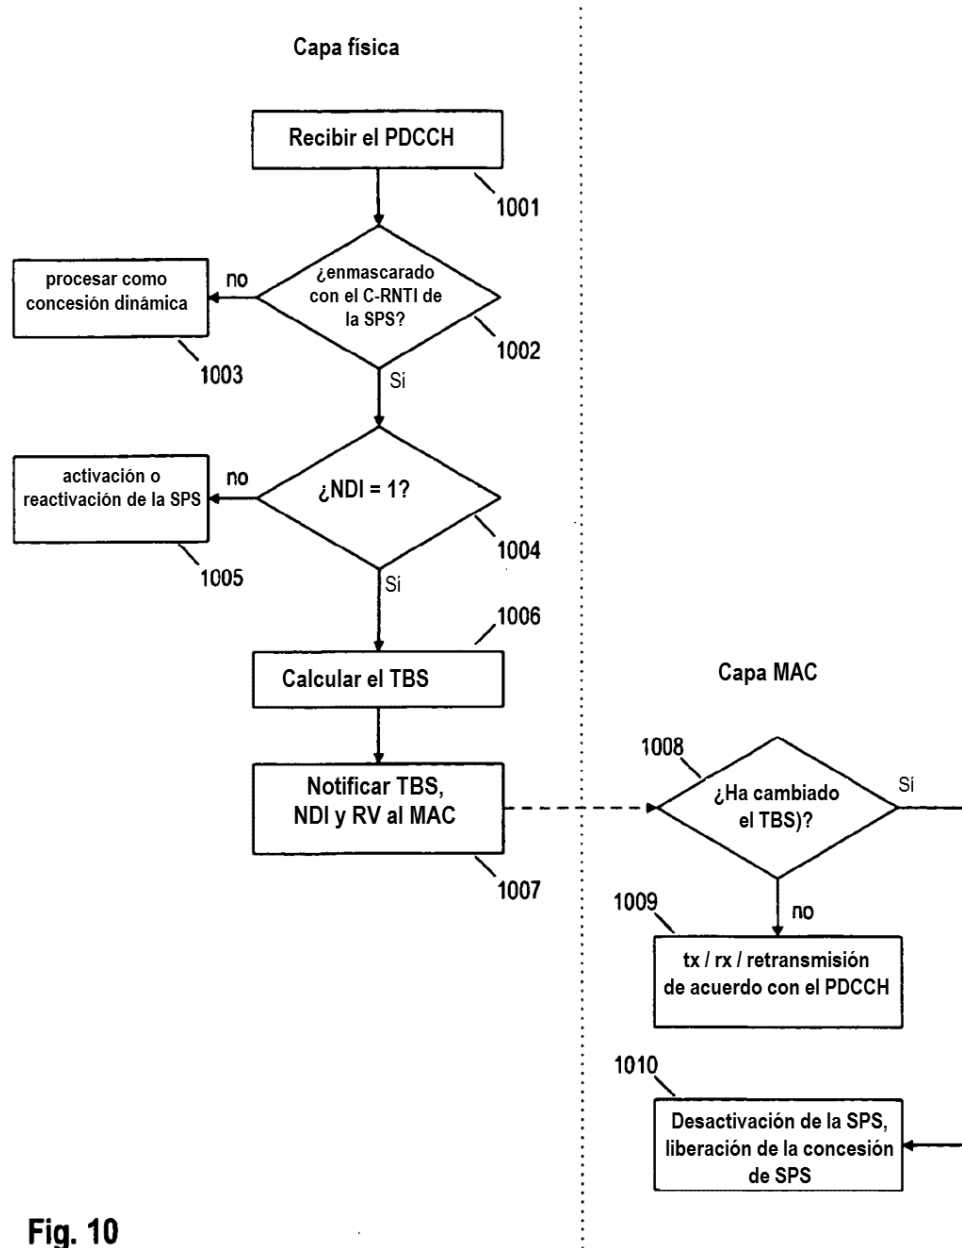 Capa física
Recibir el PDCCH
1001
¿enmascarado
con el C-RNTI de
la SPS?
1002
no
procesar como
concesión dinámica
1003
Sí
¿NDI = 1?
1004
no
activación o
reactivación de la SPS
1005
Sí
1006
Calcular el TBS
Notificar TBS,
NDI y RV al MAC
1007
Capa MAC
1008
¿Ha cambiado
el TBS)?
Sí
no
1009
tx / rx / retransmisión
de acuerdo con el PDCCH
1010
Desactivación de la SPS,
liberación de la concesión
de SPS
Fig. 10